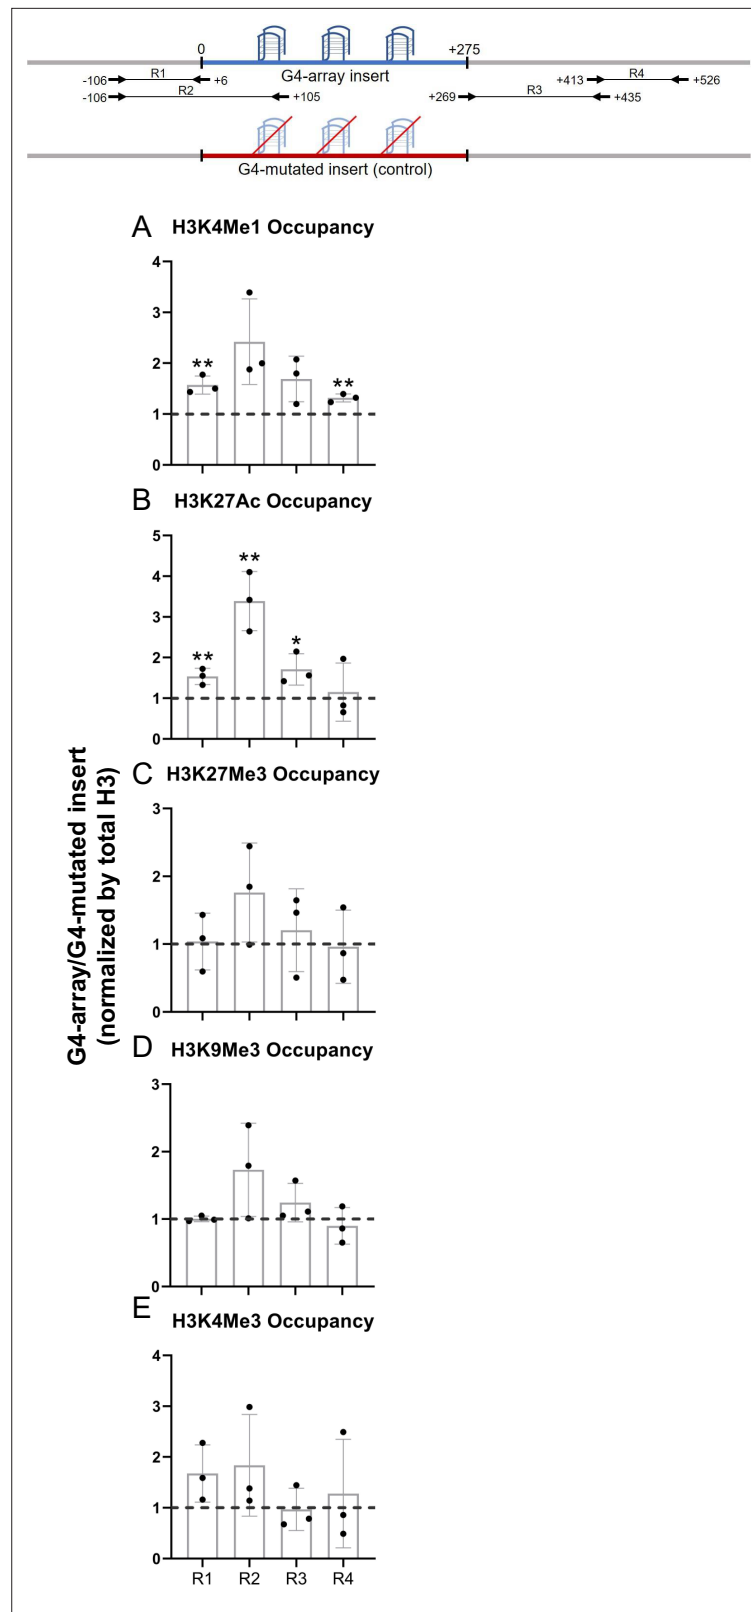 0 +275
G4-array insert
-106 R1 +6 +413 R4 +526
-106 R2 +105 +269 R3 +435
G4-mutated insert (control)
A H3K4Me1 Occupancy
4
3
2
1
0
** **
B H3K27Ac Occupancy
5
4
3
2
1
0
** ** *
G4-array/G4-mutated insert
(normalized by total H3)
C H3K27Me3 Occupancy
3
2
1
0
D H3K9Me3 Occupancy
3
2
1
0
E H3K4Me3 Occupancy
4
3
2
1
0
R1 R2 R3 R4